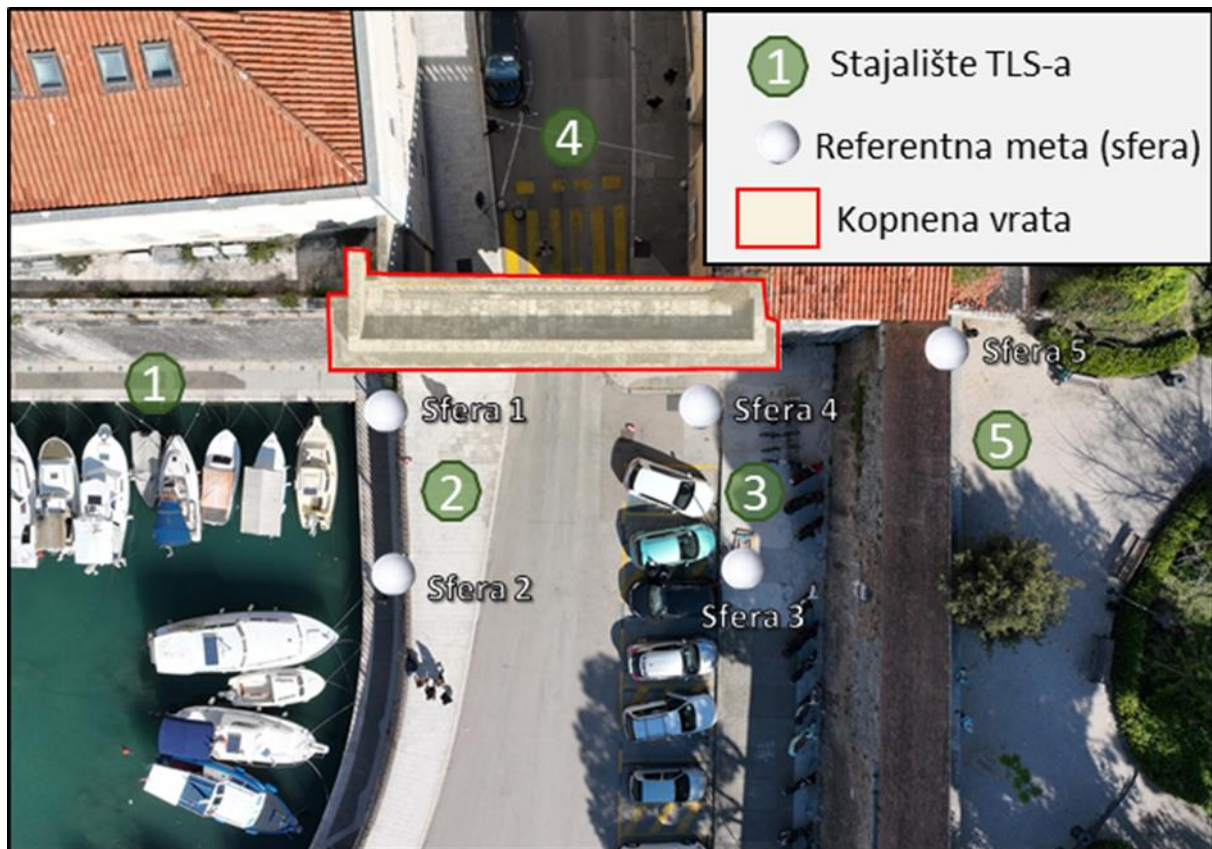 1 Stajalište TLS-a
Referentna meta (sfera)
Kopnena vrata
4
1
Sfera 1
Sfera 4
Sfera 5
5
2
3
Sfera 2
Sfera 3